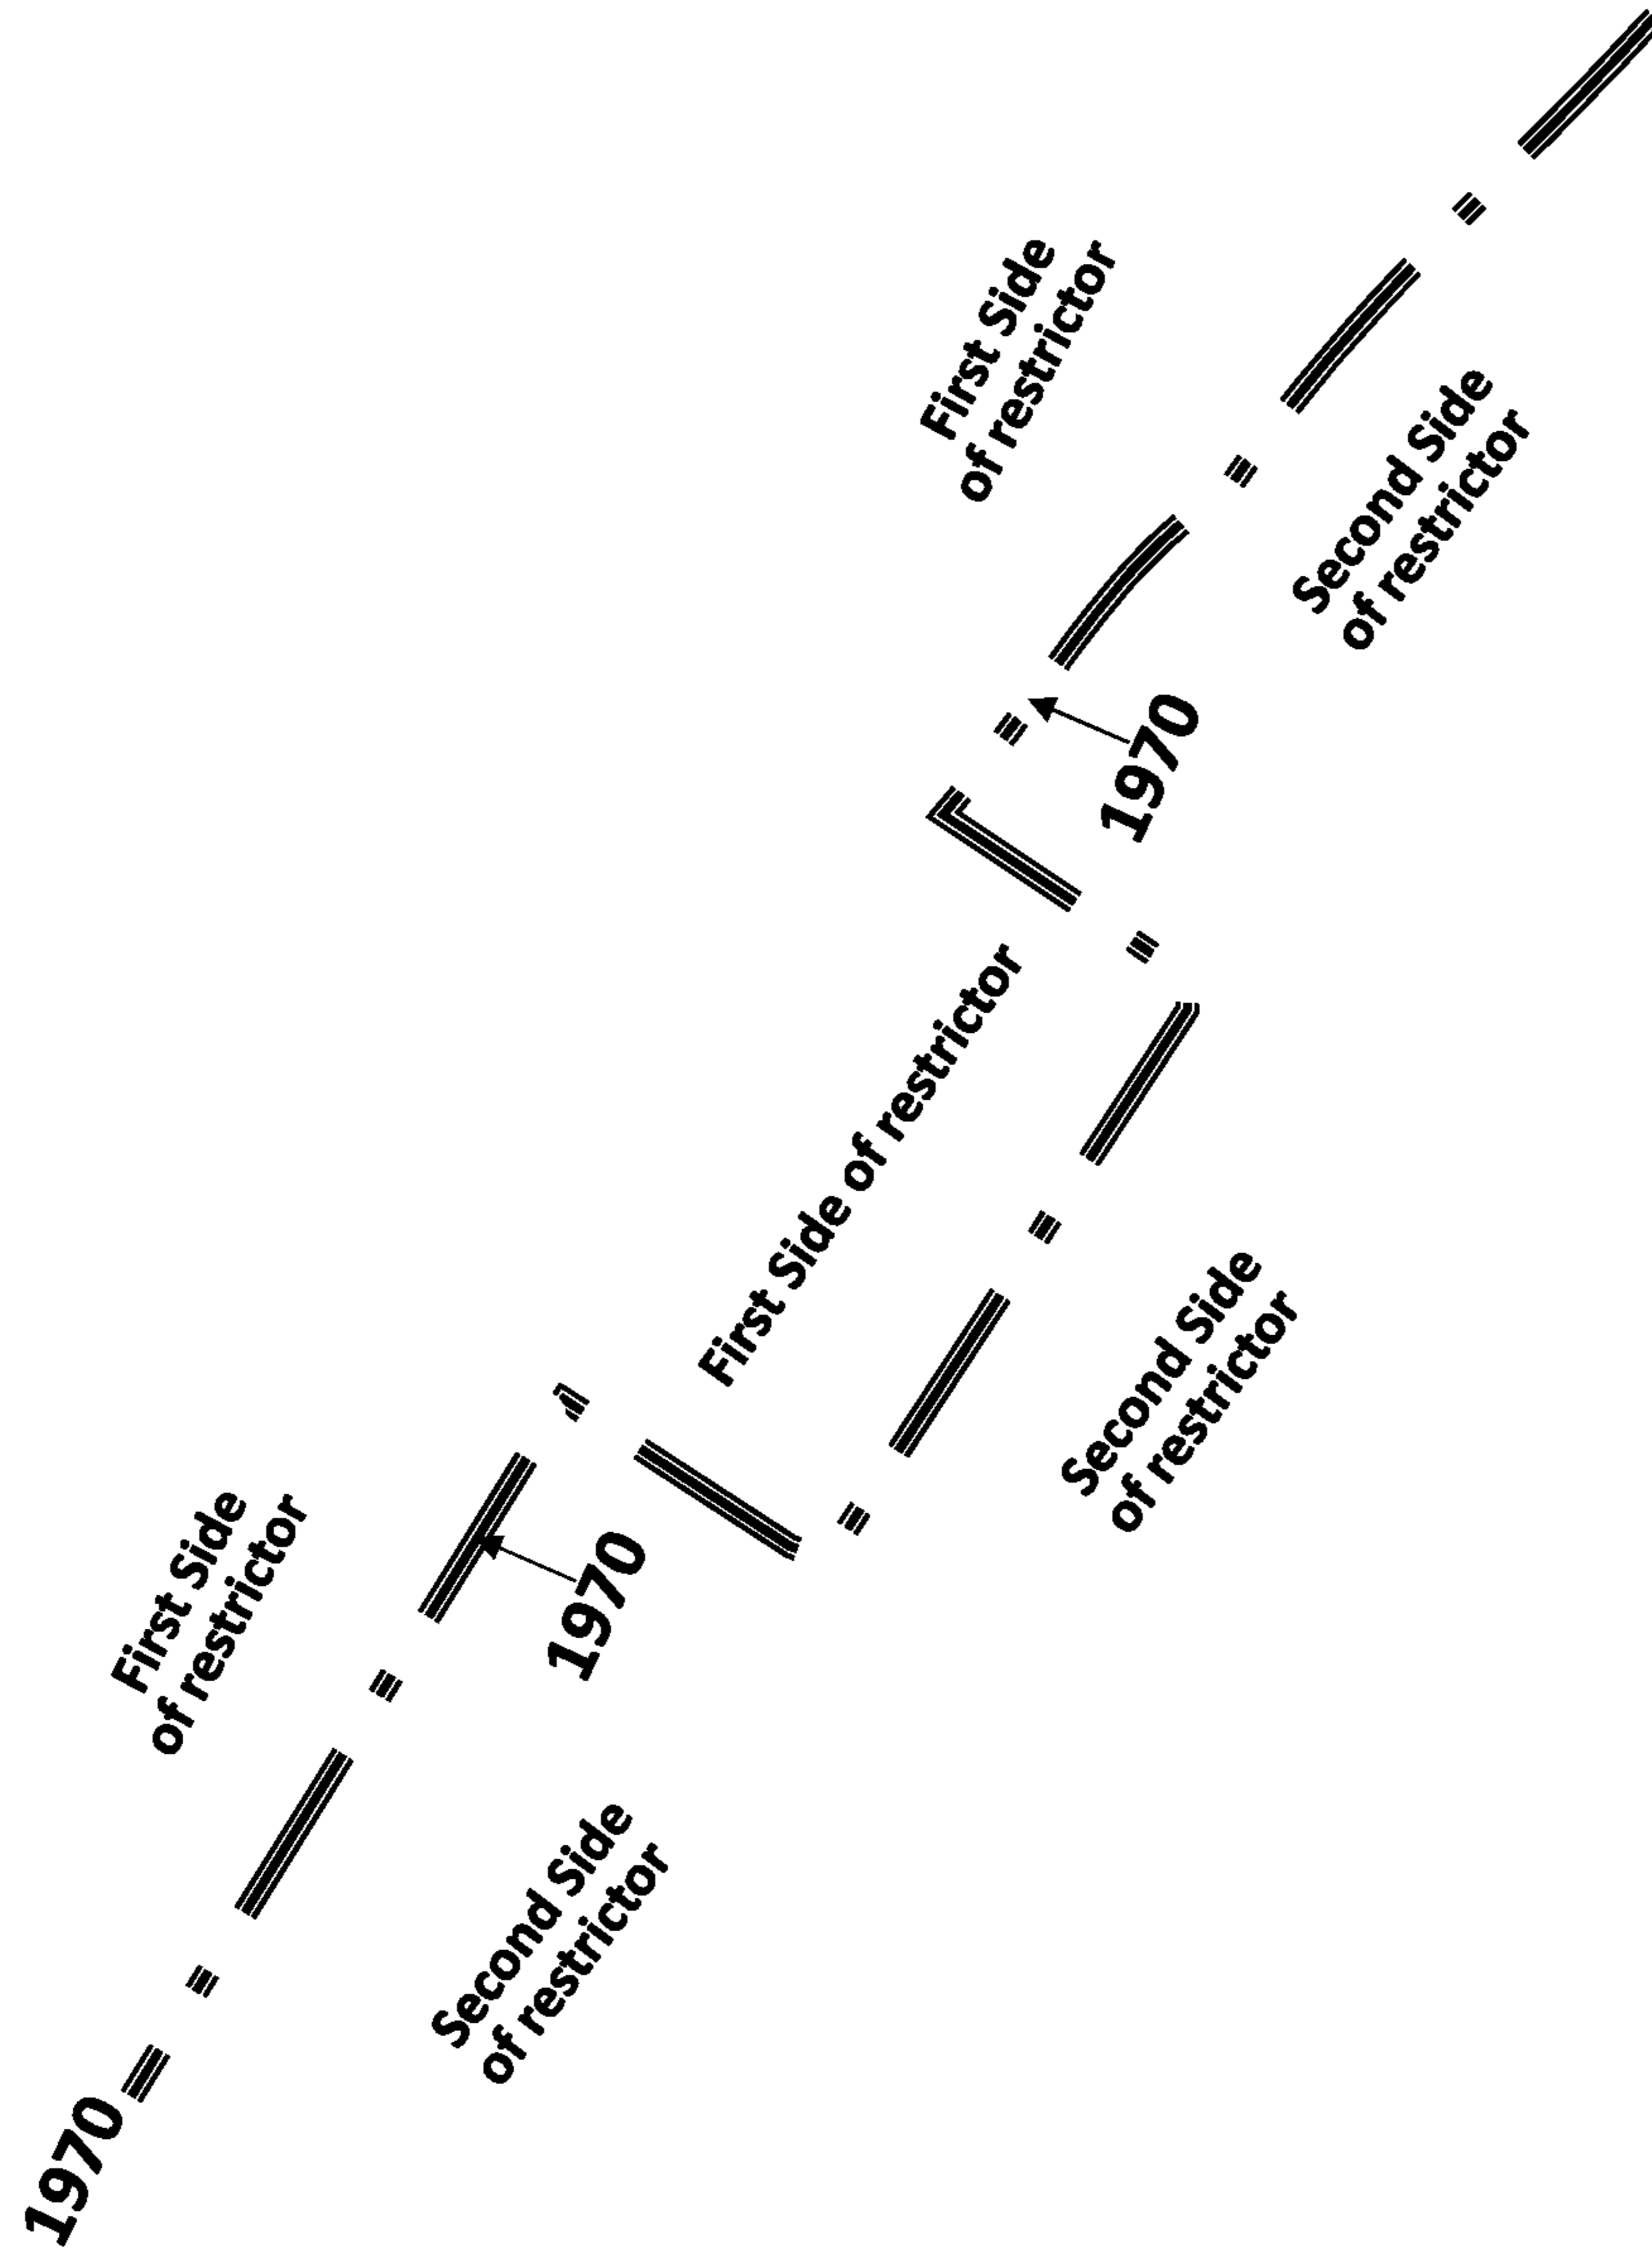 First Side
of restrictor
Second Side
of restrictor
1970
First Side of restrictor
Second Side
of restrictor
First Side
of restrictor
1970
Second Side
of restrictor
1970